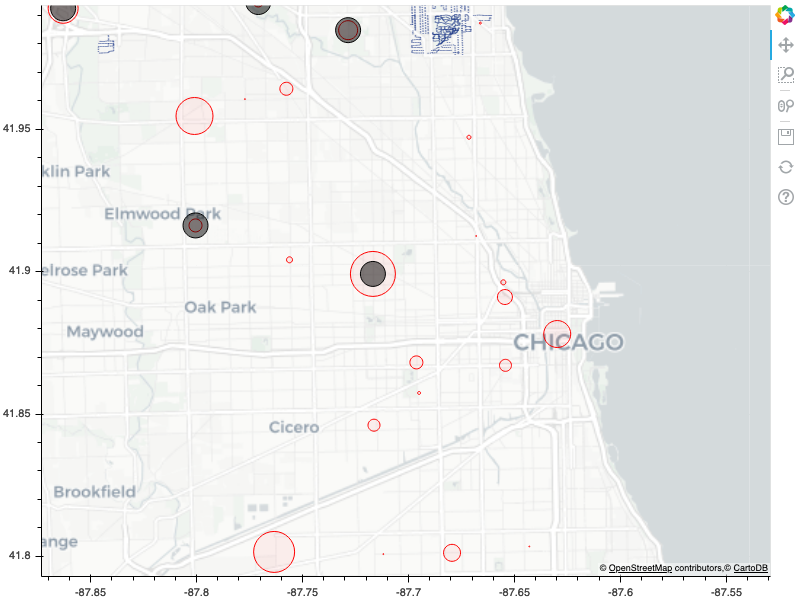 41.95
klin Park
Elmwood Park
41.9
elrose Park
Oak Park
Maywood
CHICAGO
41.85
Cicero
Brookfield
ange
41.8
© OpenStreetMap contributors,© CartoDB
-87.85
-87.8
-87.75
-87.7
-87.65
-87.6
-87.55